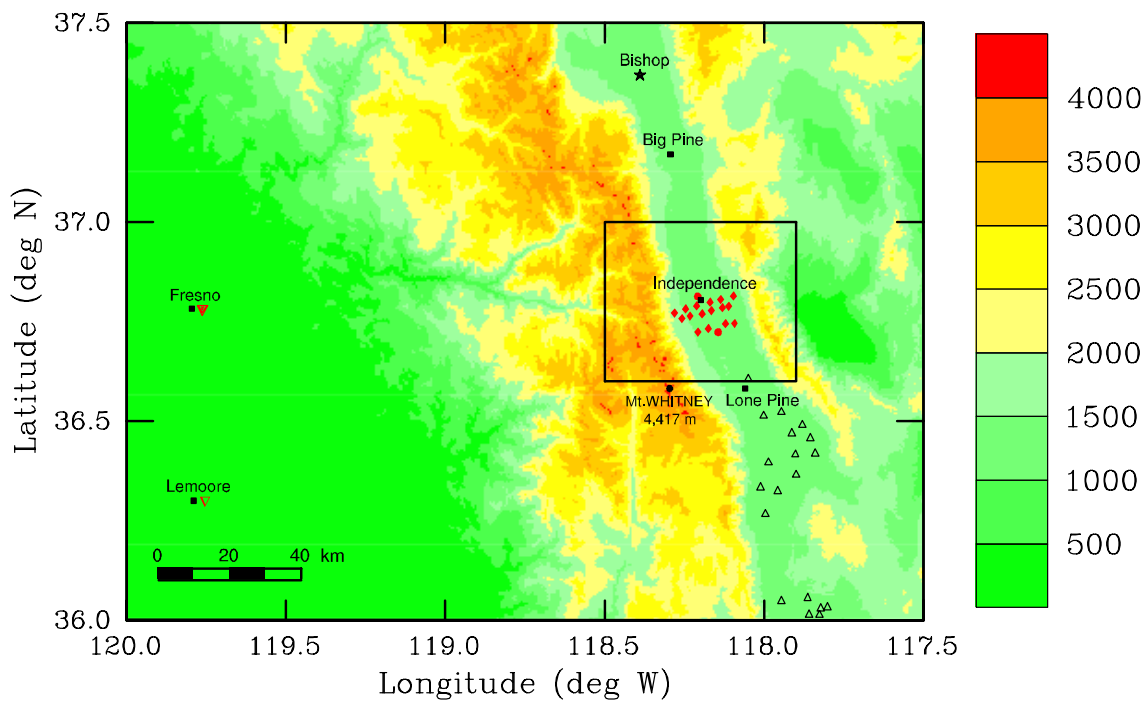 37.5
Bishop
4000
Big Pine
3500
37.0
3000
Independence
2500
Fresno
2000
Mt.WHITNEY
Lone Pine
4,417 m
1500
36.5
Lemoore
1000
0 20 40 km
500
36.0
120.0 119.5 119.0 118.5 118.0 117.5
Longitude (deg W)
Latitude (deg N)